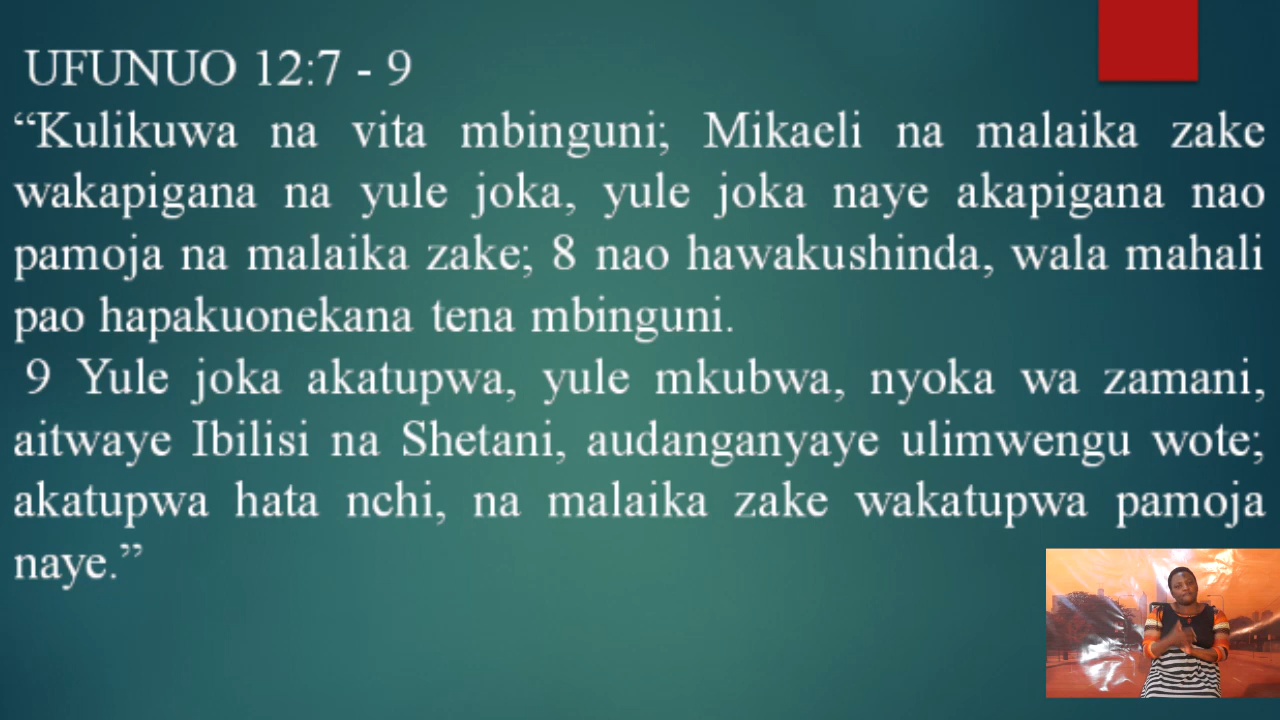 UFUNUO 12:7 - 9
“Kulikuwa na vita mbinguni; Mikaeli na malaika zake
wakapigana na yule joka, yule joka naye akapigana nao
pamoja na malaika zake; 8 nao hawakushinda, wala mahali
pao hapakuonekana tena mbinguni.
9 Yule joka akatupwa, yule mkubwa, nyoka wa zamani,
aitwaye Ibilisi na Shetani, audanganyaye ulimwengu wote;
akatupwa hata nchi, na malaika zake wakatupwa pamoja
naye.”